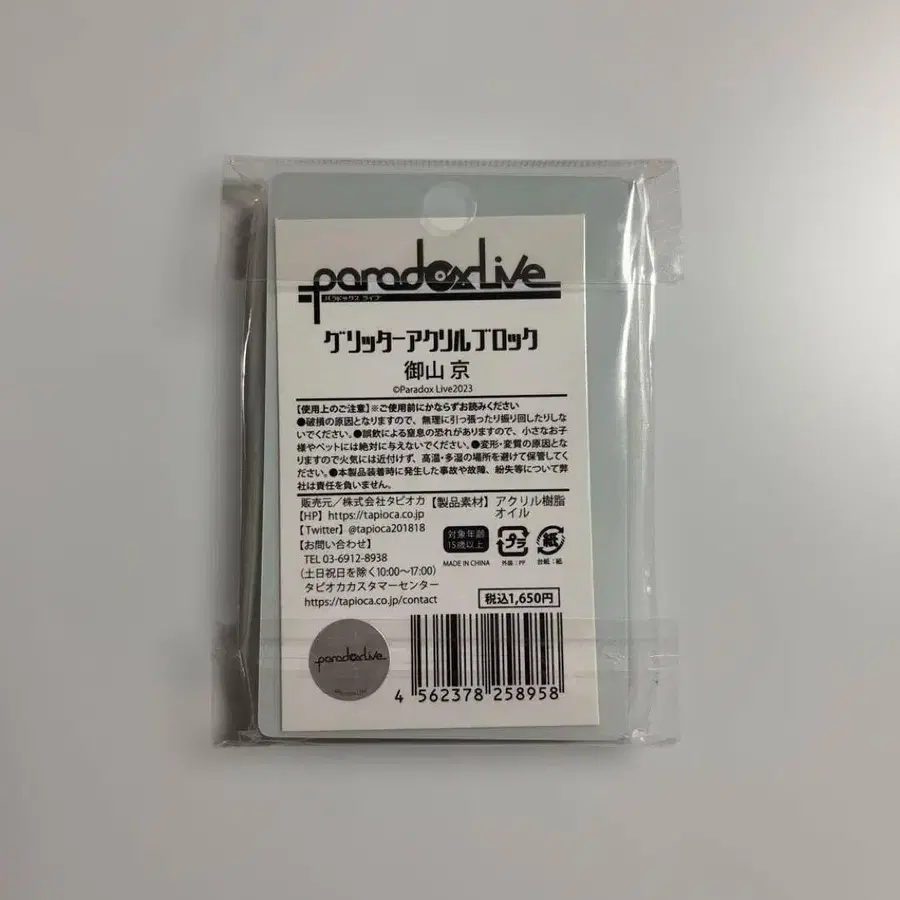 paradox Live
パラドックス ライブ
グリッターアクリルブロック
御山 京
©Paradox Live2023
【使用上のご注意】※ご使用前にかならずお読みください
●破損の原因となりますので、無理に引っ張ったり振り回したりしな
いでください。●誤飲による窒息の恐れがありますので、小さなお子
様やペットには絶対に与えないでください。●変形・変質の原因とな
りますので火気には近付けず、高温・多湿の場所を避けて保管してく
ださい。●本製品装着時に発生した事故や故障、紛失等について弊
社は責任を負いません。
販売元／株式会社タピオカ 【製品素材】アクリル樹脂
オイル
【HP】https://tapioca.co.jp
【Twitter】@tapioca201818
【お問い合わせ】
TEL 03-6912-8938
（土日祝日を除く10:00〜17:00）
タピオカカスタマーセンター
https://tapioca.co.jp/contact
対象年齢
15歳以上
プラ
紙
MADE IN CHINA
外装：PP
台紙：紙
税込1,650円
paradox Live
4 562378 258958